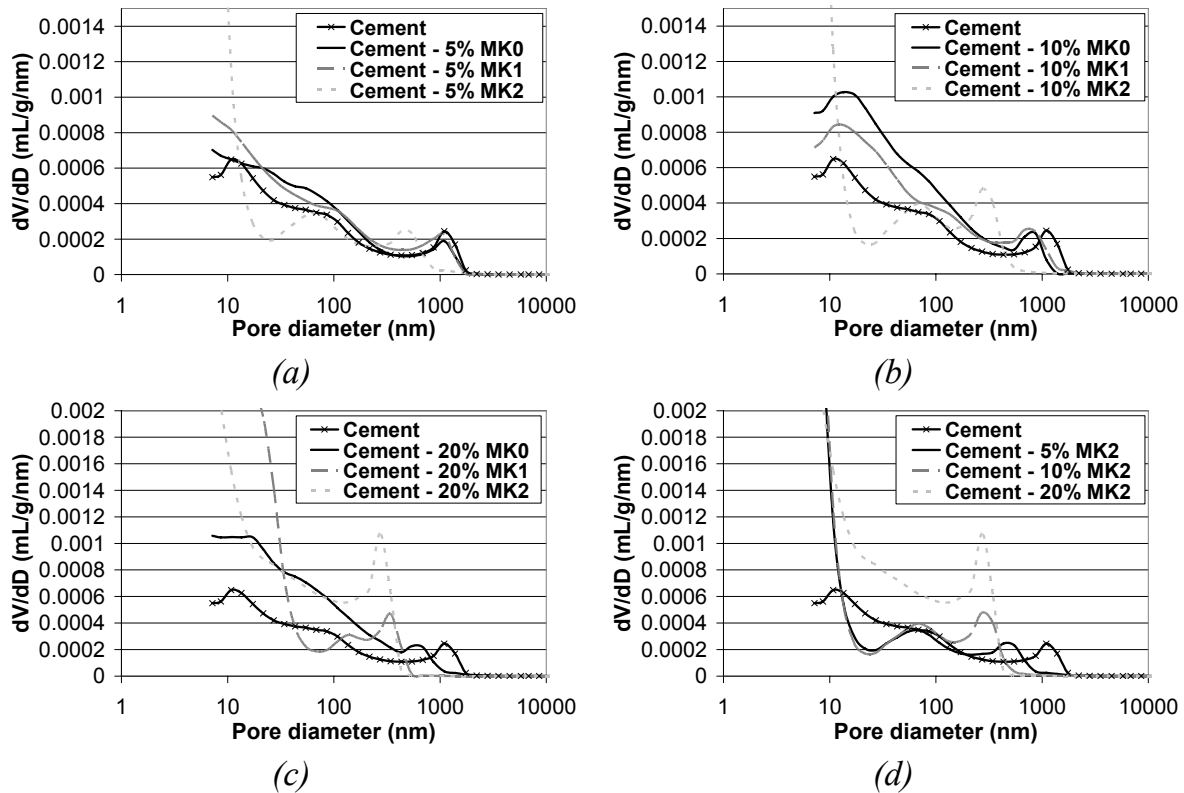 0.0014
0.0012
0.001
0.0008
0.0006
0.0004
0.0002
0
dV/dD (mL/g/nm)
Cement
Cement - 5% MK0
Cement - 5% MK1
Cement - 5% MK2
1 10 100 1000 10000
Pore diameter (nm)
(a)
0.0014
0.0012
0.001
0.0008
0.0006
0.0004
0.0002
0
dV/dD (mL/g/nm)
Cement
Cement - 10% MK0
Cement - 10% MK1
Cement - 10% MK2
1 10 100 1000 10000
Pore diameter (nm)
(b)
0.002
0.0018
0.0016
0.0014
0.0012
0.001
0.0008
0.0006
0.0004
0.0002
0
dV/dD (mL/g/nm)
Cement
Cement - 20% MK0
Cement - 20% MK1
Cement - 20% MK2
1 10 100 1000 10000
Pore diameter (nm)
(c)
0.002
0.0018
0.0016
0.0014
0.0012
0.001
0.0008
0.0006
0.0004
0.0002
0
dV/dD (mL/g/nm)
Cement
Cement - 5% MK2
Cement - 10% MK2
Cement - 20% MK2
1 10 100 1000 10000
Pore diameter (nm)
(d)